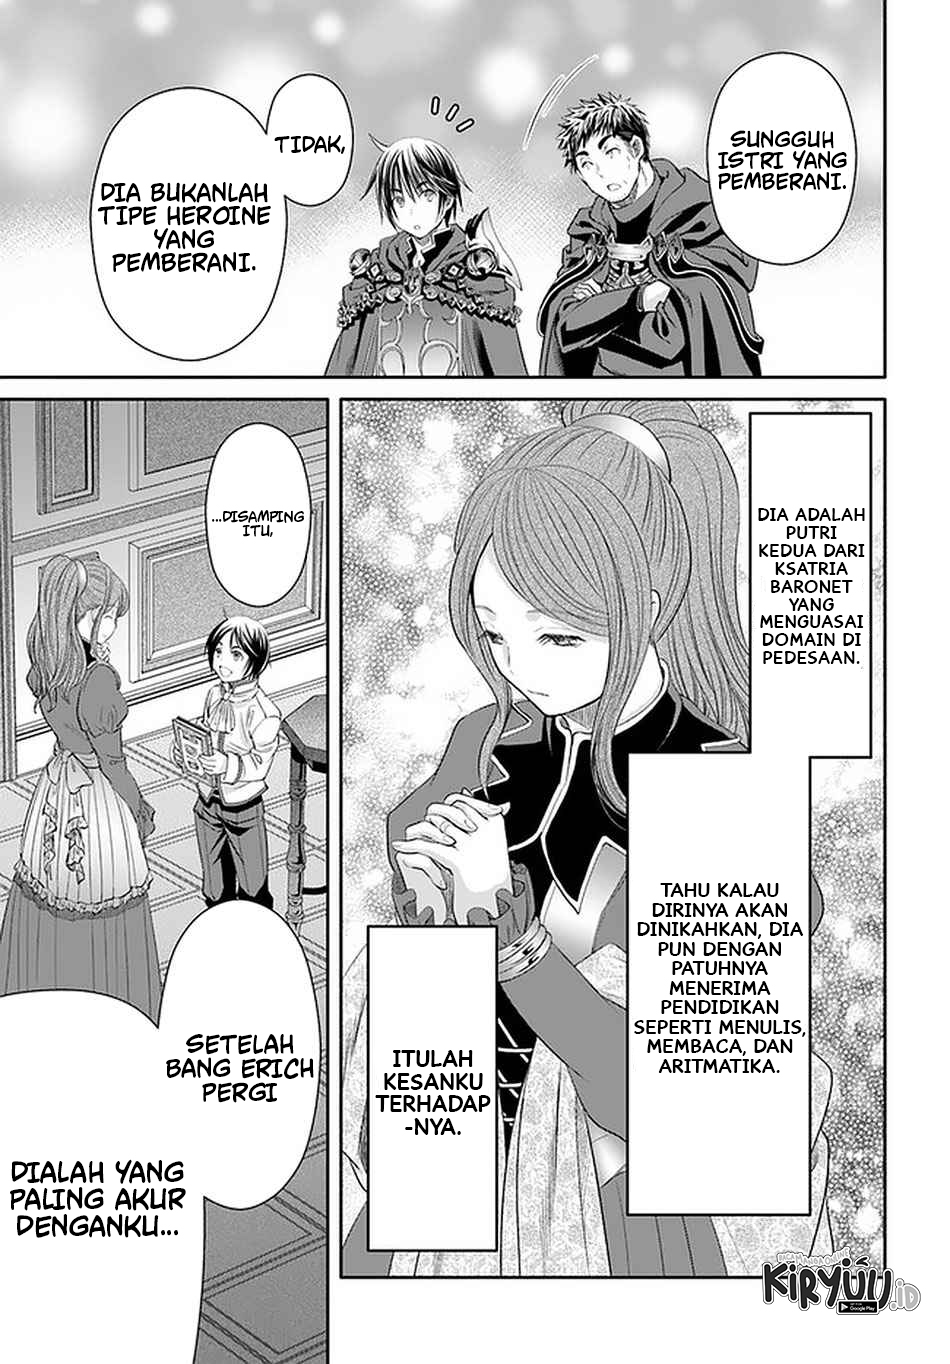 SUNGGUH
ISTRI YANG
PEMBERANI.
TIDAK,
DIA BUKANLAH
TIPE HEROINE
YANG
PEMBERANI.
DIA ADALAH
PUTRI
KEDUA DARI
KSATRIA
BARONET
YANG
MENGUASAI
DOMAIN DI
PEDESAAN.
TAHU KALAU
DIRINYA AKAN
DINIKAHKAN, DIA
PUN DENGAN
PATUHNYA
MENERIMA
PENDIDIKAN
SEPERTI MENULIS,
MEMBACA, DAN
ARITMATIKA.
ITULAH
KESANKU
TERHADAP
-NYA.
...DISAMPING
ITU,
SETELAH
BANG ERICH
PERGI
DIALAH YANG
PALING AKUR
DENGANKU...
KIRYUU.ID
Google Play